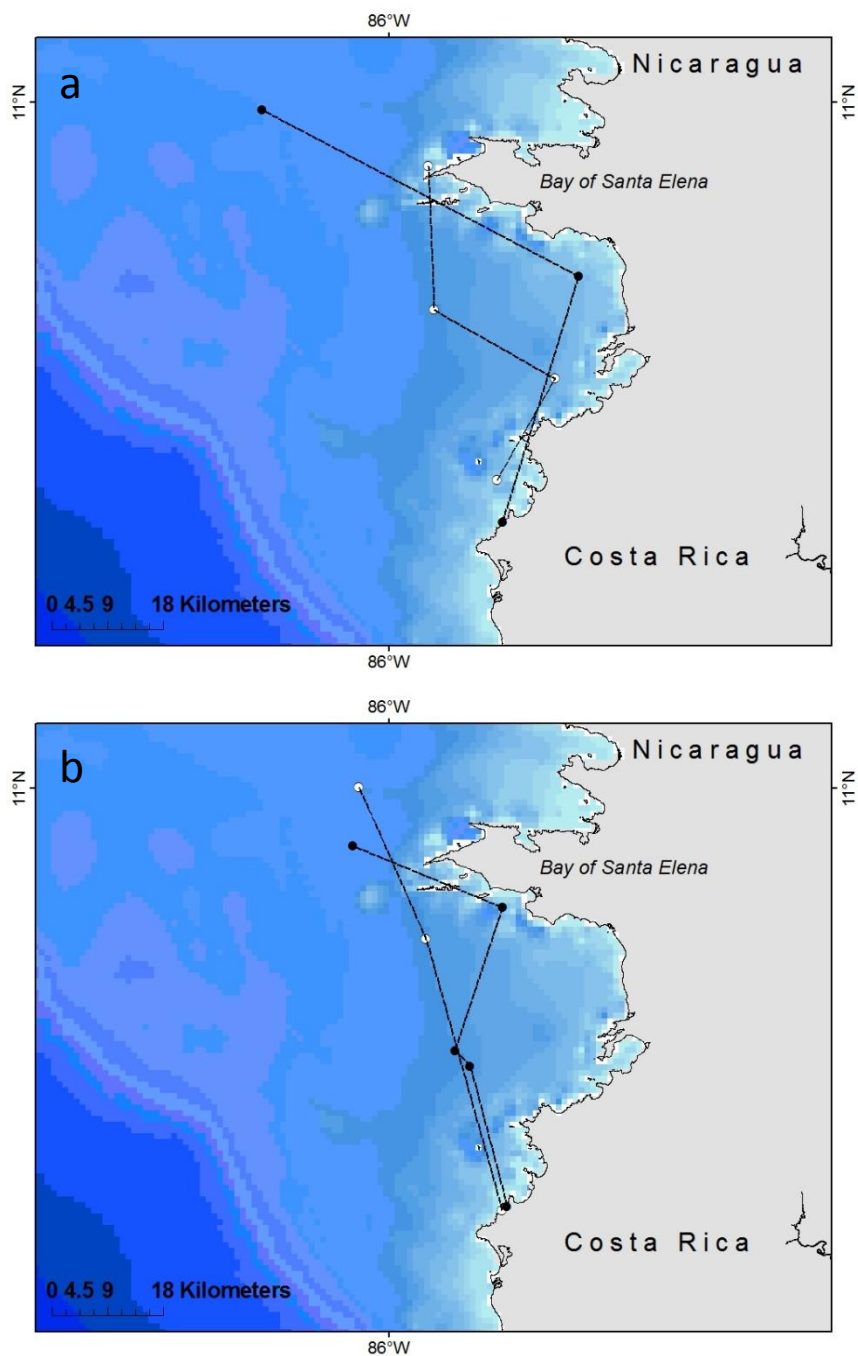 86°W
a
Nicaragua
11°N
11°N
Bay of Santa Elena
Costa Rica
0 4.5 9 18 Kilometers
86°W
86°W
b
Nicaragua
11°N
11°N
Bay of Santa Elena
Costa Rica
0 4.5 9 18 Kilometers
86°W